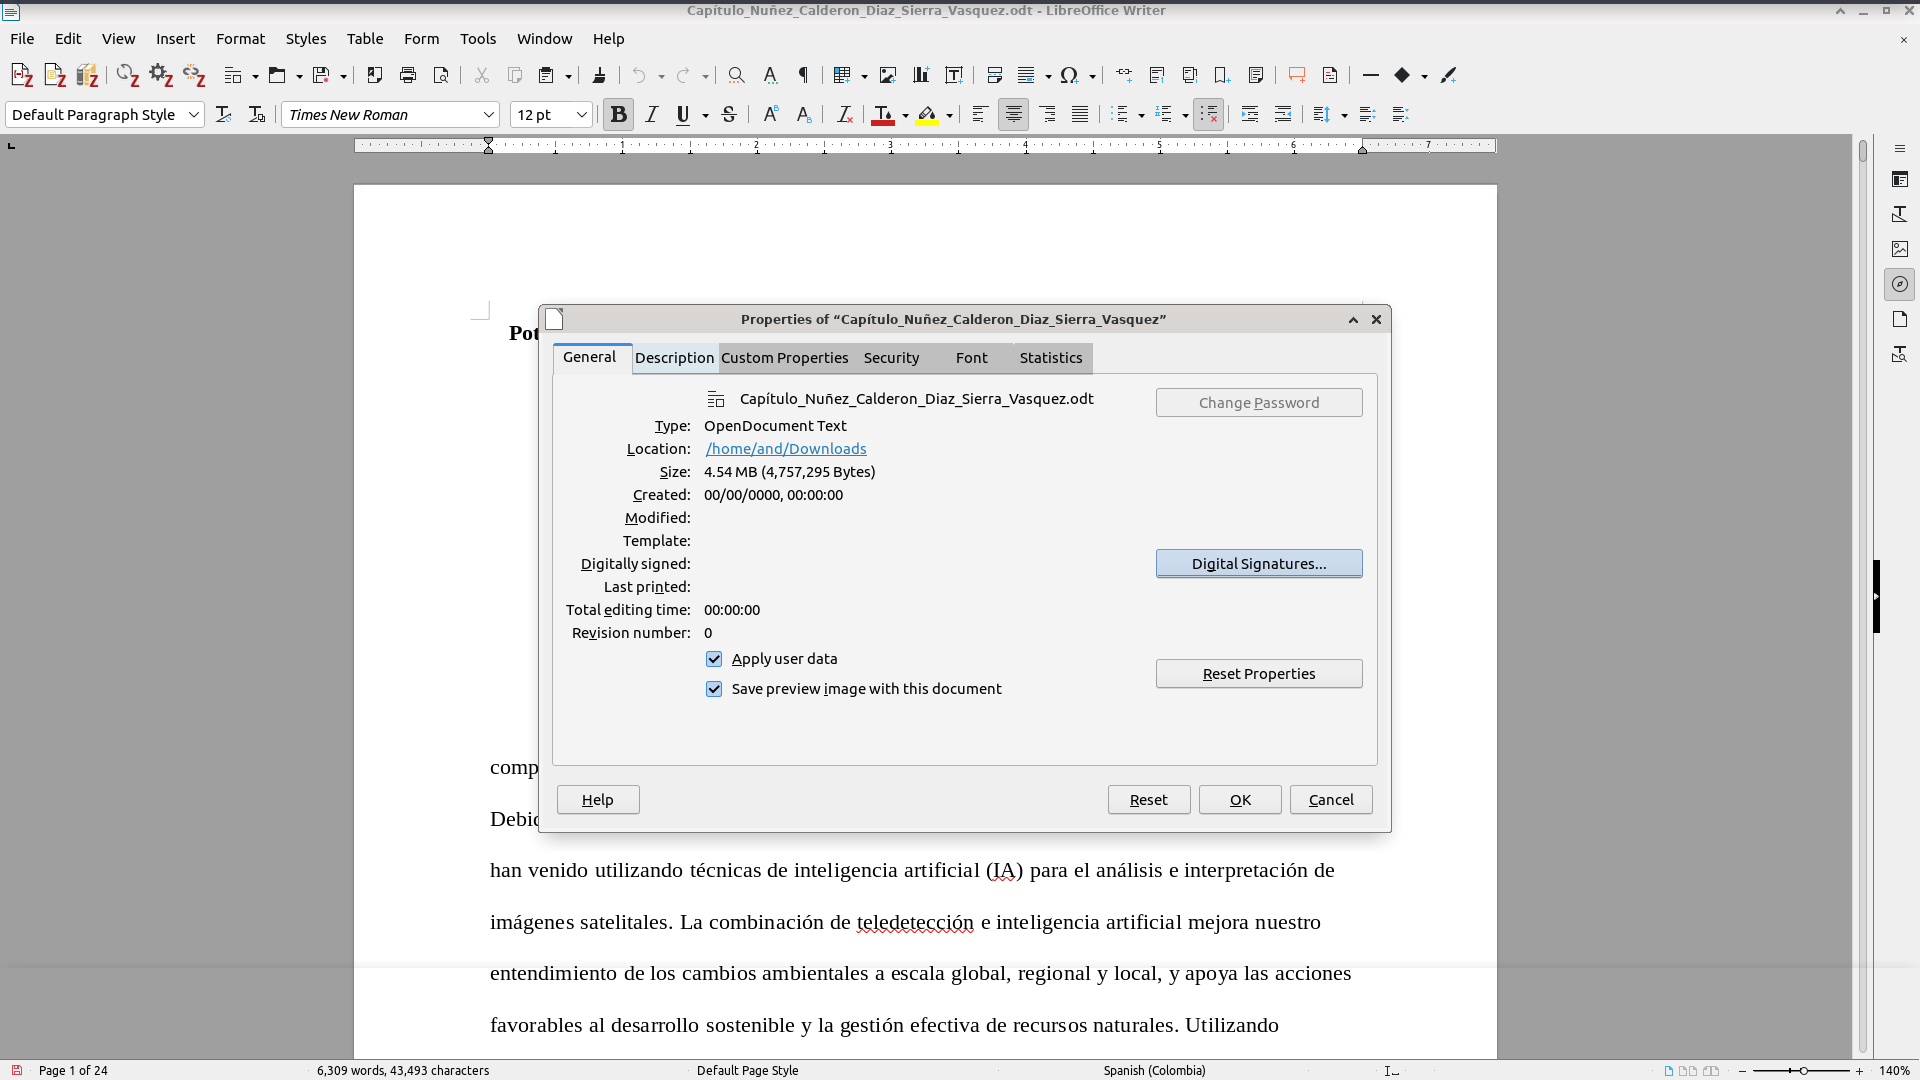 Capítulo_Nuñez_Calderon_Diaz_Sierra_Vasquez.odt - LibreOffice Writer
File Edit View Insert Format Styles Table Form Tools Window Help
Default Paragraph Style Times New Roman 12 pt
1 2 3 4 5 6 7
Pot
Properties of “Capítulo_Nuñez_Calderon_Diaz_Sierra_Vasquez”
General Description Custom Properties Security Font Statistics
Capítulo_Nuñez_Calderon_Diaz_Sierra_Vasquez.odt
Change Password
Type: OpenDocument Text
Location: /home/and/Downloads
Size: 4.54 MB (4,757,295 Bytes)
Created: 00/00/0000, 00:00:00
Modified:
Template:
Digitally signed:
Digital Signatures...
Last printed:
Total editing time: 00:00:00
Revision number: 0
Apply user data
Reset Properties
Save preview image with this document
Help Reset OK Cancel
comp
Debid
han venido utilizando técnicas de inteligencia artificial (IA) para el análisis e interpretación de
imágenes satelitales. La combinación de teledetección e inteligencia artificial mejora nuestro
entendimiento de los cambios ambientales a escala global, regional y local, y apoya las acciones
favorables al desarrollo sostenible y la gestión efectiva de recursos naturales. Utilizando
Page 1 of 24 6,309 words, 43,493 characters Default Page Style Spanish (Colombia) 140%